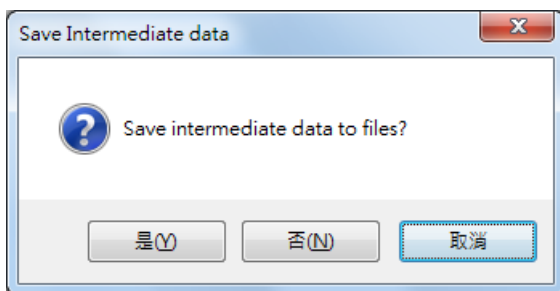 Save Intermediate data
Save intermediate data to files?
是(Y) 否(N) 取消